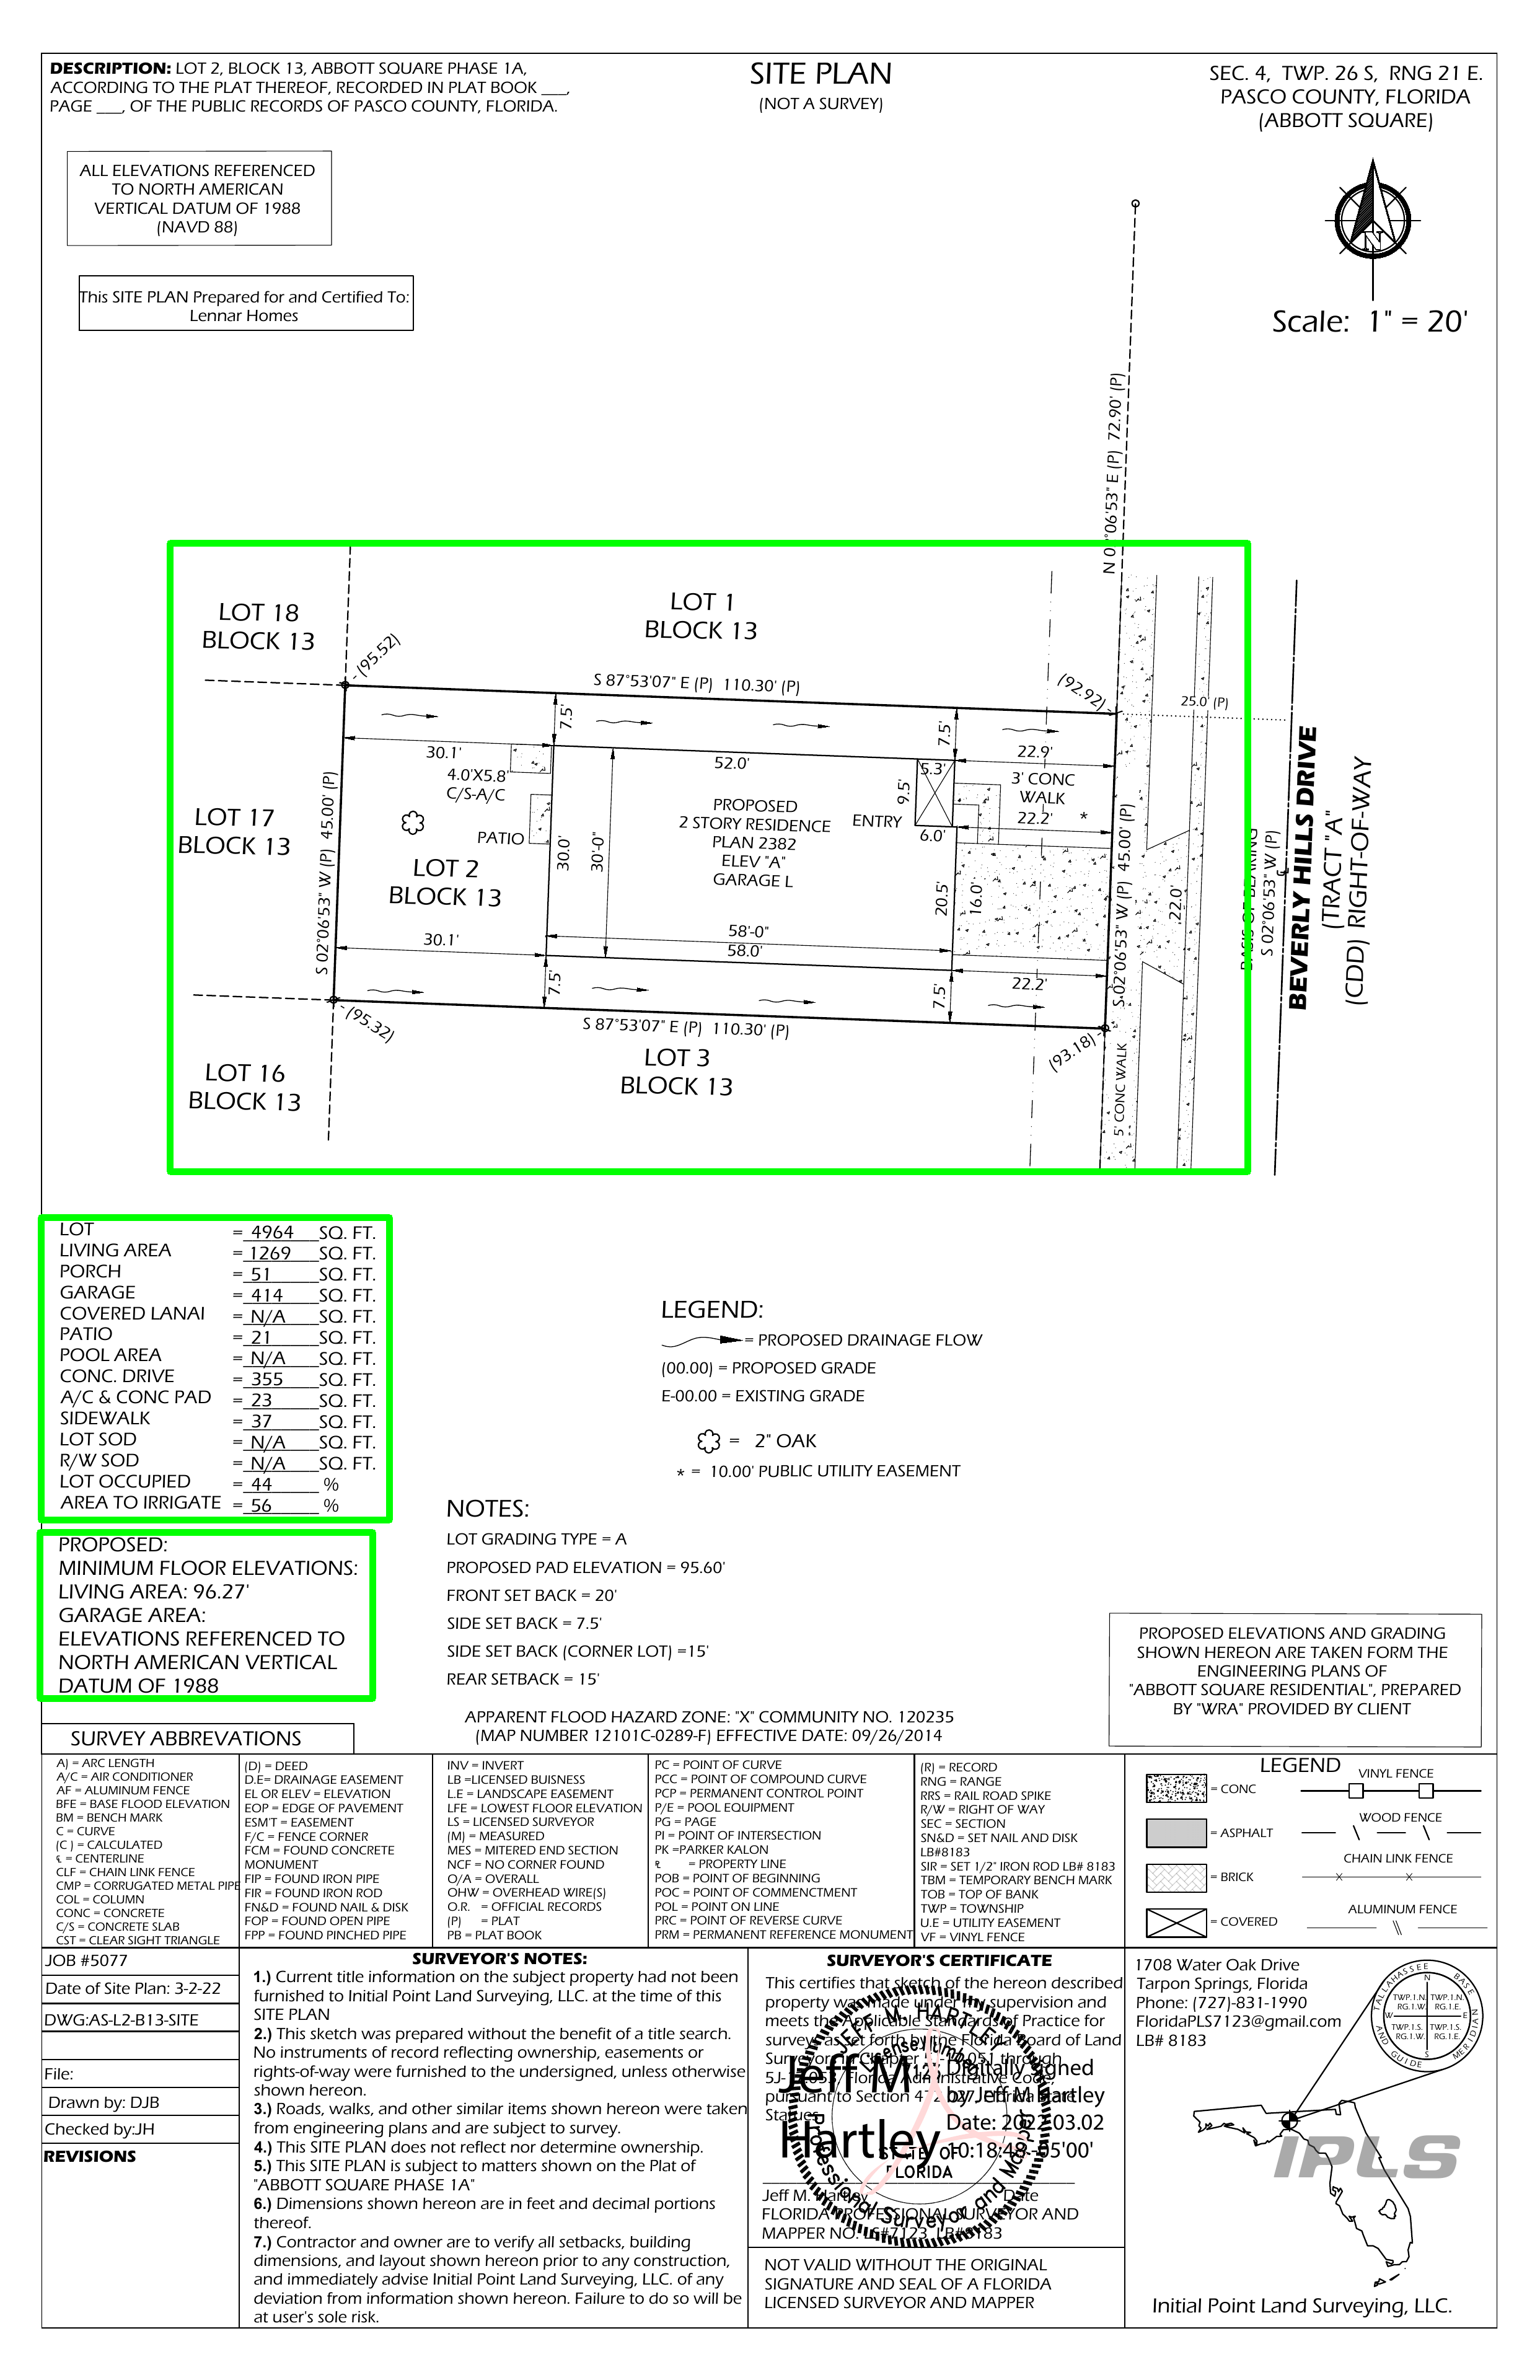 DESCRIPTION: LOT 2, BLOCK 13, ABBOTT SQUARE PHASE 1A,
ACCORDING TO THE PLAT THEREOF, RECORDED IN PLAT BOOK ___,
PAGE ___, OF THE PUBLIC RECORDS OF PASCO COUNTY, FLORIDA.
SITE PLAN
(NOT A SURVEY)
SEC. 4, TWP. 26 S, RNG 21 E.
PASCO COUNTY, FLORIDA
(ABBOTT SQUARE)
ALL ELEVATIONS REFERENCED
TO NORTH AMERICAN
VERTICAL DATUM OF 1988
(NAVD 88)
This SITE PLAN Prepared for and Certified To:
Lennar Homes
N
Scale: 1" = 20'
N 02°06'53" E (P) 72.90' (P)
LOT 18
BLOCK 13
LOT 1
BLOCK 13
(95.52)
S 87°53'07" E (P) 110.30' (P)
(92.92)
25.0' (P)
7.5'
7.5'
30.1'
52.0'
22.9'
4.0'X5.8'
C/S-A/C
5.3'
9.5'
3' CONC
WALK
22.2'
*
6.0'
ENTRY
PATIO
PROPOSED
2 STORY RESIDENCE
PLAN 2382
ELEV "A"
GARAGE L
LOT 17
BLOCK 13
S 02°06'53" W (P) 45.00' (P)
LOT 2
BLOCK 13
30.0'
30'-0"
20.5'
16.0'
S 02°06'53" W (P) 45.00' (P)
22.0'
BASIS OF BEARING
S 02°06'53" W (P)
BEVERLY HILLS DRIVE
(TRACT "A")
(CDD) RIGHT-OF-WAY
30.1'
58'-0"
58.0'
22.2'
7.5'
7.5'
(95.32)
S 87°53'07" E (P) 110.30' (P)
(93.18)
LOT 3
BLOCK 13
LOT 16
BLOCK 13
5' CONC WALK
LOT = 4964 SQ. FT.
LIVING AREA = 1269 SQ. FT.
PORCH = 51 SQ. FT.
GARAGE = 414 SQ. FT.
COVERED LANAI = N/A SQ. FT.
PATIO = 21 SQ. FT.
POOL AREA = N/A SQ. FT.
CONC. DRIVE = 355 SQ. FT.
A/C & CONC PAD = 23 SQ. FT.
SIDEWALK = 37 SQ. FT.
LOT SOD = N/A SQ. FT.
R/W SOD = N/A SQ. FT.
LOT OCCUPIED = 44 %
AREA TO IRRIGATE = 56 %
PROPOSED:
MINIMUM FLOOR ELEVATIONS:
LIVING AREA: 96.27'
GARAGE AREA:
ELEVATIONS REFERENCED TO
NORTH AMERICAN VERTICAL
DATUM OF 1988
LEGEND:
= PROPOSED DRAINAGE FLOW
(00.00) = PROPOSED GRADE
E-00.00 = EXISTING GRADE
= 2" OAK
* = 10.00' PUBLIC UTILITY EASEMENT
NOTES:
LOT GRADING TYPE = A
PROPOSED PAD ELEVATION = 95.60'
FRONT SET BACK = 20'
SIDE SET BACK = 7.5'
SIDE SET BACK (CORNER LOT) =15'
REAR SETBACK = 15'
PROPOSED ELEVATIONS AND GRADING
SHOWN HEREON ARE TAKEN FORM THE
ENGINEERING PLANS OF
"ABBOTT SQUARE RESIDENTIAL", PREPARED
BY "WRA" PROVIDED BY CLIENT
APPARENT FLOOD HAZARD ZONE: "X" COMMUNITY NO. 120235
(MAP NUMBER 12101C-0289-F) EFFECTIVE DATE: 09/26/2014
SURVEY ABBREVATIONS
A) = ARC LENGTH
A/C = AIR CONDITIONER
AF = ALUMINUM FENCE
BFE = BASE FLOOD ELEVATION
BM = BENCH MARK
C = CURVE
(C ) = CALCULATED
℄ = CENTERLINE
CLF = CHAIN LINK FENCE
CMP = CORRUGATED METAL PIPE
COL = COLUMN
CONC = CONCRETE
C/S = CONCRETE SLAB
CST = CLEAR SIGHT TRIANGLE
(D) = DEED
D.E= DRAINAGE EASEMENT
EL OR ELEV = ELEVATION
EOP = EDGE OF PAVEMENT
ESM'T = EASEMENT
F/C = FENCE CORNER
FCM = FOUND CONCRETE
MONUMENT
FIP = FOUND IRON PIPE
FIR = FOUND IRON ROD
FN&D = FOUND NAIL & DISK
FOP = FOUND OPEN PIPE
FPP = FOUND PINCHED PIPE
INV = INVERT
LB =LICENSED BUISNESS
L.E = LANDSCAPE EASEMENT
LFE = LOWEST FLOOR ELEVATION
LS = LICENSED SURVEYOR
(M) = MEASURED
MES = MITERED END SECTION
NCF = NO CORNER FOUND
O/A = OVERALL
OHW = OVERHEAD WIRE(S)
O.R. = OFFICIAL RECORDS
(P) = PLAT
PB = PLAT BOOK
PC = POINT OF CURVE
PCC = POINT OF COMPOUND CURVE
PCP = PERMANENT CONTROL POINT
P/E = POOL EQUIPMENT
PG = PAGE
PI = POINT OF INTERSECTION
PK =PARKER KALON
℄ = PROPERTY LINE
POB = POINT OF BEGINNING
POC = POINT OF COMMENCTMENT
POL = POINT ON LINE
PRC = POINT OF REVERSE CURVE
PRM = PERMANENT REFERENCE MONUMENT
(R) = RECORD
RNG = RANGE
RRS = RAIL ROAD SPIKE
R/W = RIGHT OF WAY
SEC = SECTION
SN&D = SET NAIL AND DISK
LB#8183
SIR = SET 1/2" IRON ROD LB# 8183
TBM = TEMPORARY BENCH MARK
TOB = TOP OF BANK
TWP = TOWNSHIP
U.E = UTILITY EASEMENT
VF = VINYL FENCE
LEGEND
= CONC
= ASPHALT
= BRICK
= COVERED
VINYL FENCE
WOOD FENCE
CHAIN LINK FENCE
ALUMINUM FENCE
JOB #5077
Date of Site Plan: 3-2-22
DWG:AS-L2-B13-SITE
File:
Drawn by: DJB
Checked by:JH
REVISIONS
SURVEYOR'S NOTES:
1.) Current title information on the subject property had not been
furnished to Initial Point Land Surveying, LLC. at the time of this
SITE PLAN
2.) This sketch was prepared without the benefit of a title search.
No instruments of record reflecting ownership, easements or
rights-of-way were furnished to the undersigned, unless otherwise
shown hereon.
3.) Roads, walks, and other similar items shown hereon were taken
from engineering plans and are subject to survey.
4.) This SITE PLAN does not reflect nor determine ownership.
5.) This SITE PLAN is subject to matters shown on the Plat of
"ABBOTT SQUARE PHASE 1A"
6.) Dimensions shown hereon are in feet and decimal portions
thereof.
7.) Contractor and owner are to verify all setbacks, building
dimensions, and layout shown hereon prior to any construction,
and immediately advise Initial Point Land Surveying, LLC. of any
deviation from information shown hereon. Failure to do so will be
at user's sole risk.
SURVEYOR'S CERTIFICATE
This certifies that sketch of the hereon described
property was made under my supervision and
meets the Applicable Standards of Practice for
surveys as set forth by the Florida Board of Land
Surveyors in Chapter through
Florida Administrative Code,
pursuant to Section Florida State
Statues.
JEFF M. HARTLEY
STATE OF
FLORIDA
Professional Surveyor and Mapper
Jeff M
Hartley
Digitally signed
by Jeff M Hartley
Date: 2022.03.02
10:18:48 -05'00'
Jeff M. Hartley Date
FLORIDA PROFESSIONAL SURVEYOR AND
MAPPER NO. LS#7123 LB#8183
NOT VALID WITHOUT THE ORIGINAL
SIGNATURE AND SEAL OF A FLORIDA
LICENSED SURVEYOR AND MAPPER
1708 Water Oak Drive
Tarpon Springs, Florida
Phone: (727)-831-1990
FloridaPLS7123@gmail.com
LB# 8183
TALLAHASSEE BASE
AND GUIDE MERIDIAN
N
W
E
S
TWP.1.N.
RG.1.W.
TWP.1.N.
RG.1.E.
TWP.1.S.
RG.1.W.
TWP.1.S.
RG.1.E.
IPLS
Initial Point Land Surveying, LLC.